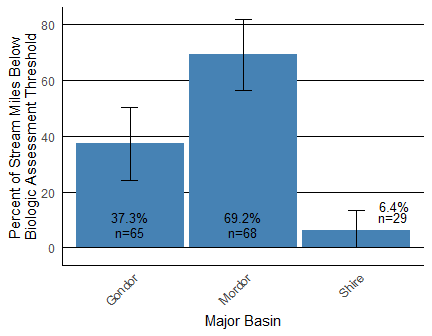 Percent of Stream Miles Below
Biologic Assessment Threshold
80
60
40
20
0
37.3%
n=65
69.2%
n=68
6.4%
n=29
Gondor
Mordor
Shire
Major Basin